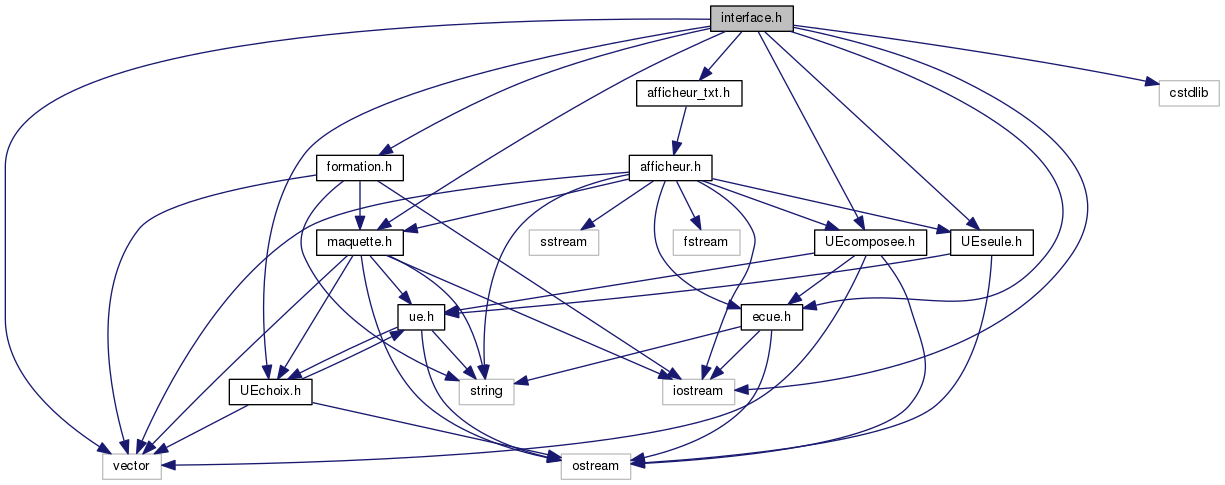 interface.h
afficheur_txt.h
cstdlib
formation.h
afficheur.h
maquette.h
sstream
fstream
UEcomposee.h
UEseule.h
ue.h
ecue.h
UEchoix.h
string
iostream
vector
ostream